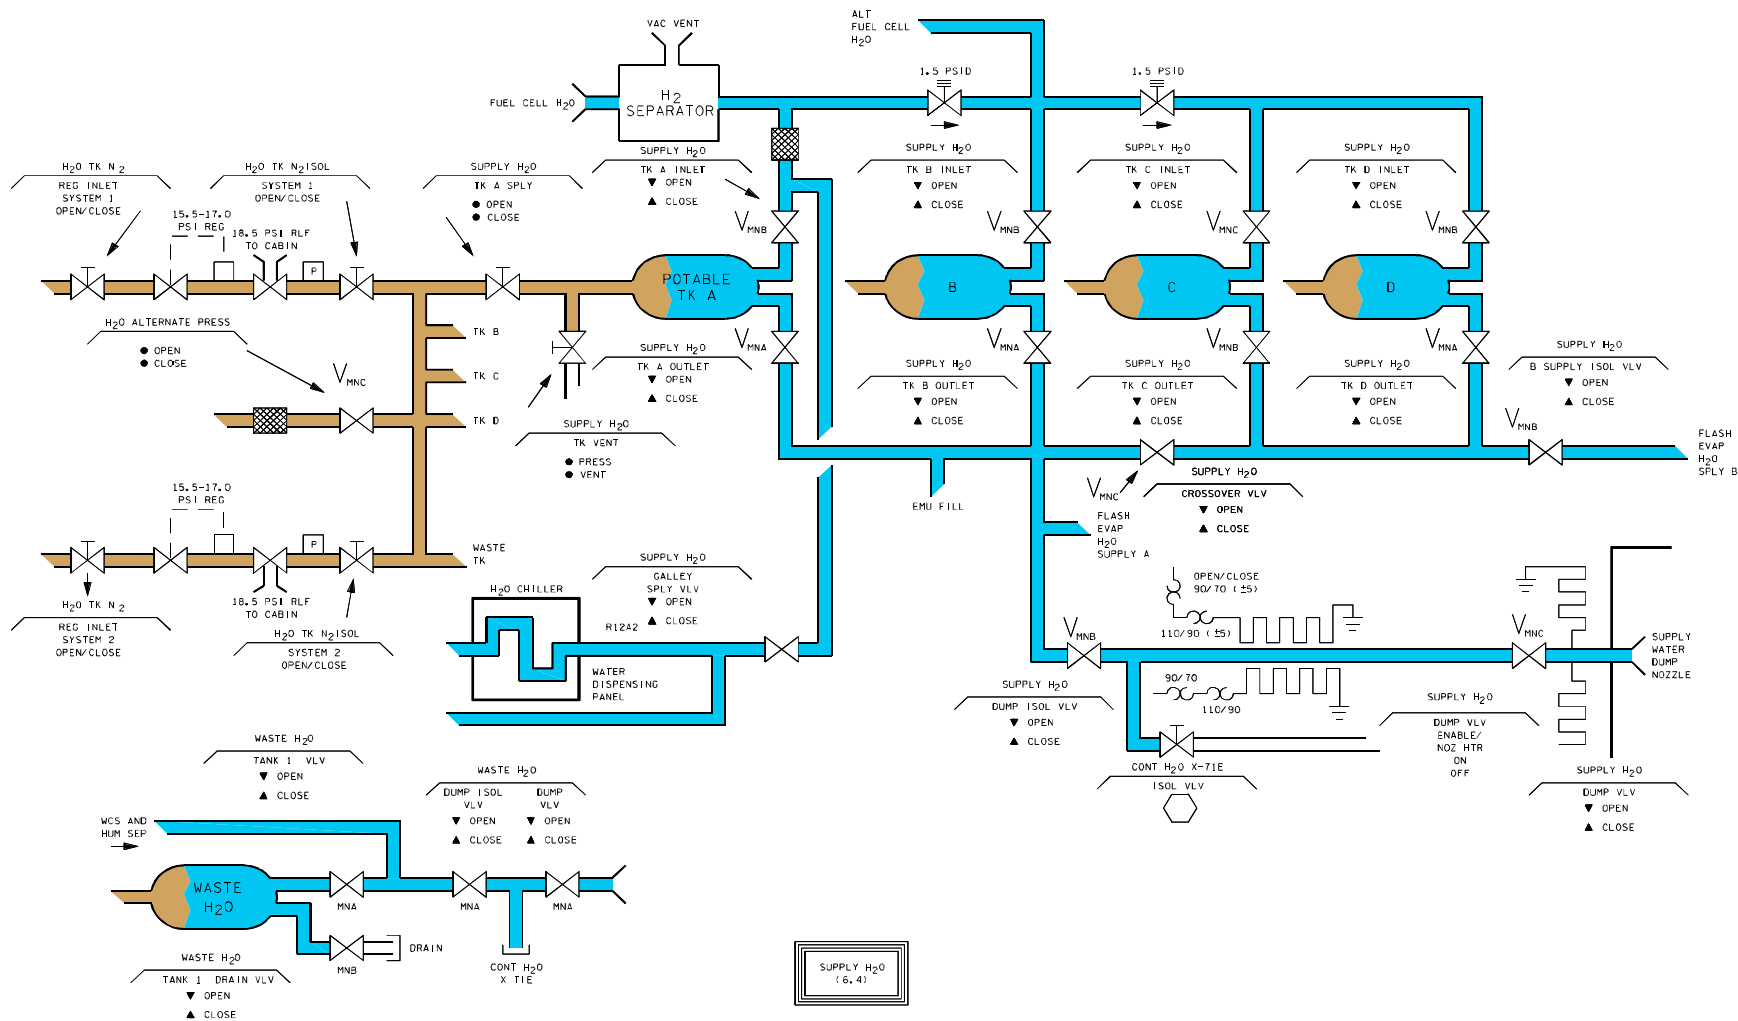 VAC VENT
ALT
FUEL CELL
H2O
FUEL CELL H2O
H2
SEPARATOR
1.5 PSID
1.5 PSID
H2O TK N2
REG INLET
SYSTEM 1
OPEN/CLOSE
H2O TK N2 ISOL
SYSTEM 1
OPEN/CLOSE
SUPPLY H2O
TK A SPLY
● OPEN
● CLOSE
SUPPLY H2O
TK A INLET
▼ OPEN
▲ CLOSE
SUPPLY H2O
TK B INLET
▼ OPEN
▲ CLOSE
SUPPLY H2O
TK C INLET
▼ OPEN
▲ CLOSE
SUPPLY H2O
TK D INLET
▼ OPEN
▲ CLOSE
15.5-17.0
PSI REG
18.5 PSI RLF
TO CABIN
P
VMNB
VMNB
VMNC
VMNB
POTABLE
TK A
B
C
D
H2O ALTERNATE PRESS
● OPEN
● CLOSE
VMNC
TK B
TK C
TK D
VMNA
VMNA
VMNB
VMNA
SUPPLY H2O
TK A OUTLET
▼ OPEN
▲ CLOSE
SUPPLY H2O
TK B OUTLET
▼ OPEN
▲ CLOSE
SUPPLY H2O
TK C OUTLET
▼ OPEN
▲ CLOSE
SUPPLY H2O
TK D OUTLET
▼ OPEN
▲ CLOSE
SUPPLY H2O
B SUPPLY ISOL VLV
▼ OPEN
▲ CLOSE
VMNB
FLASH
EVAP
H2O
SPLY B
SUPPLY H2O
TK VENT
● PRESS
● VENT
EMU FILL
VMNC
SUPPLY H2O
CROSSOVER VLV
▼ OPEN
▲ CLOSE
FLASH
EVAP
H2O
SUPPLY A
15.5-17.0
PSI REG
P
WASTE
TK
18.5 PSI RLF
TO CABIN
H2O TK N2
REG INLET
SYSTEM 2
OPEN/CLOSE
H2O TK N2 ISOL
SYSTEM 2
OPEN/CLOSE
H2O CHILLER
SUPPLY H2O
GALLEY
SPLY VLV
▼ OPEN
▲ CLOSE
R12A2
WATER
DISPENSING
PANEL
OPEN/CLOSE
90/70 (±5)
110/90 (±5)
VMNB
VMNC
SUPPLY
WATER
DUMP
NOZZLE
90/70
110/90
SUPPLY H2O
DUMP ISOL VLV
▼ OPEN
▲ CLOSE
SUPPLY H2O
DUMP VLV
ENABLE/
NOZ HTR
ON
OFF
CONT H2O X-TIE
ISOL VLV
SUPPLY H2O
DUMP VLV
▼ OPEN
▲ CLOSE
WASTE H2O
TANK 1 VLV
▼ OPEN
▲ CLOSE
WASTE H2O
DUMP ISOL
VLV
▼ OPEN
▲ CLOSE
DUMP
VLV
▼ OPEN
▲ CLOSE
WCS AND
HUM SEP
WASTE
H2O
MNA
MNA
MNA
MNB
DRAIN
CONT H2O
X TIE
WASTE H2O
TANK 1 DRAIN VLV
▼ OPEN
▲ CLOSE
SUPPLY H2O
(6.4)